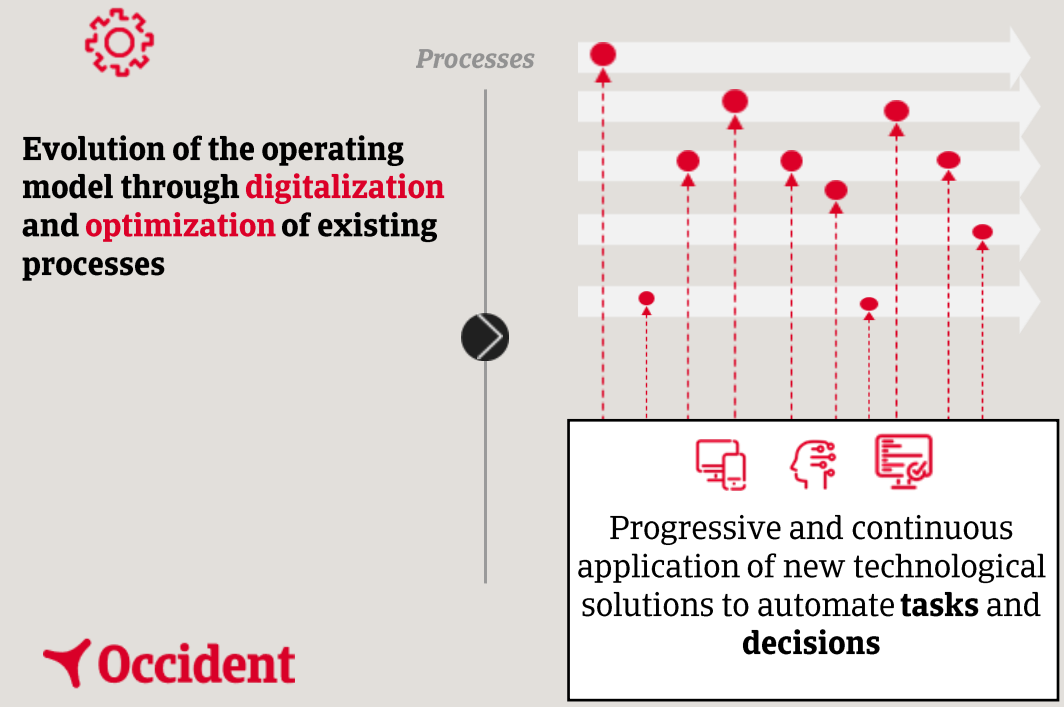 Processes
Evolution of the operating
model through digitalization
and optimization of existing
processes
Progressive and continuous
application of new technological
solutions to automate tasks and
decisions
Occident